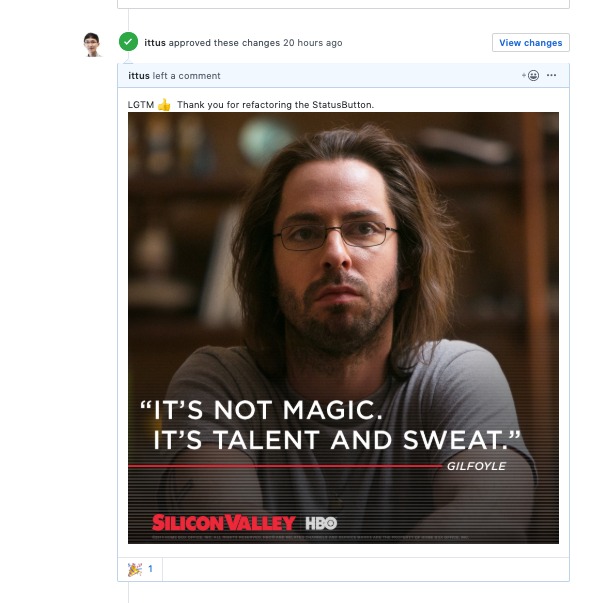 ittus approved these changes 20 hours ago
View changes
ittus left a comment
LGTM 👍 Thank you for refactoring the StatusButton.
“IT’S NOT MAGIC.
IT’S TALENT AND SWEAT.”
GILFOYLE
SILICON VALLEY HBO
1